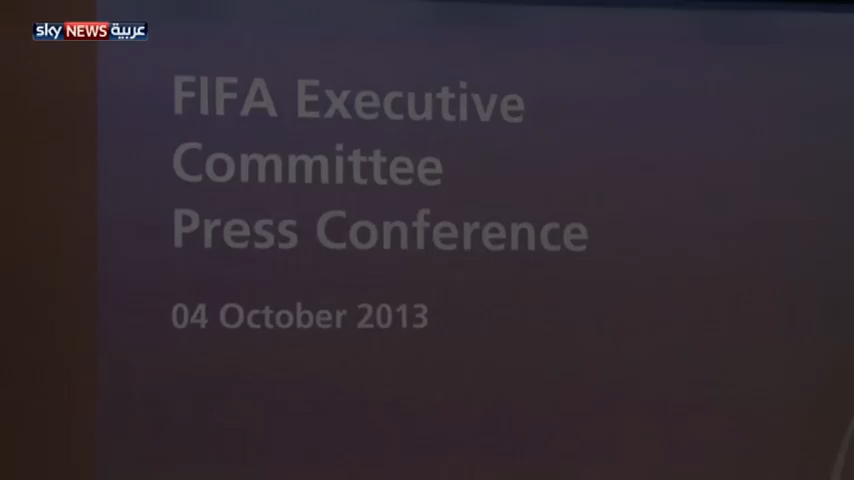 sky NEWS عربية
FIFA Executive
Committee
Press Conference
04 October 2013